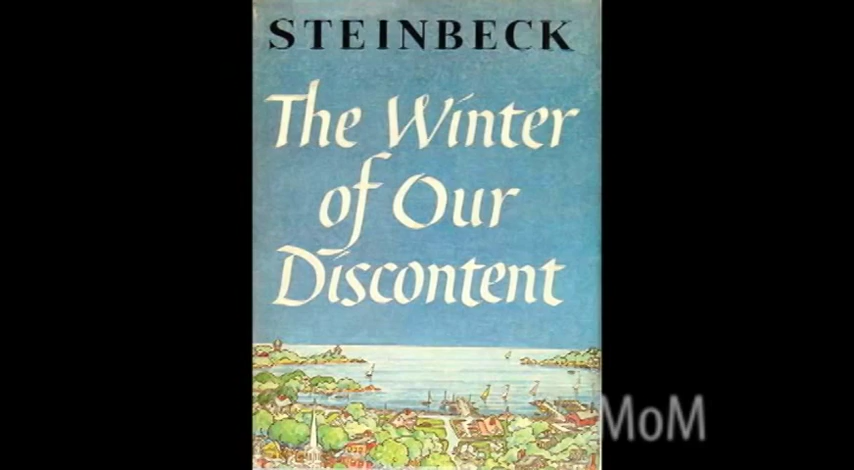 STEINBECK
The Winter
of Our
Discontent
MoM